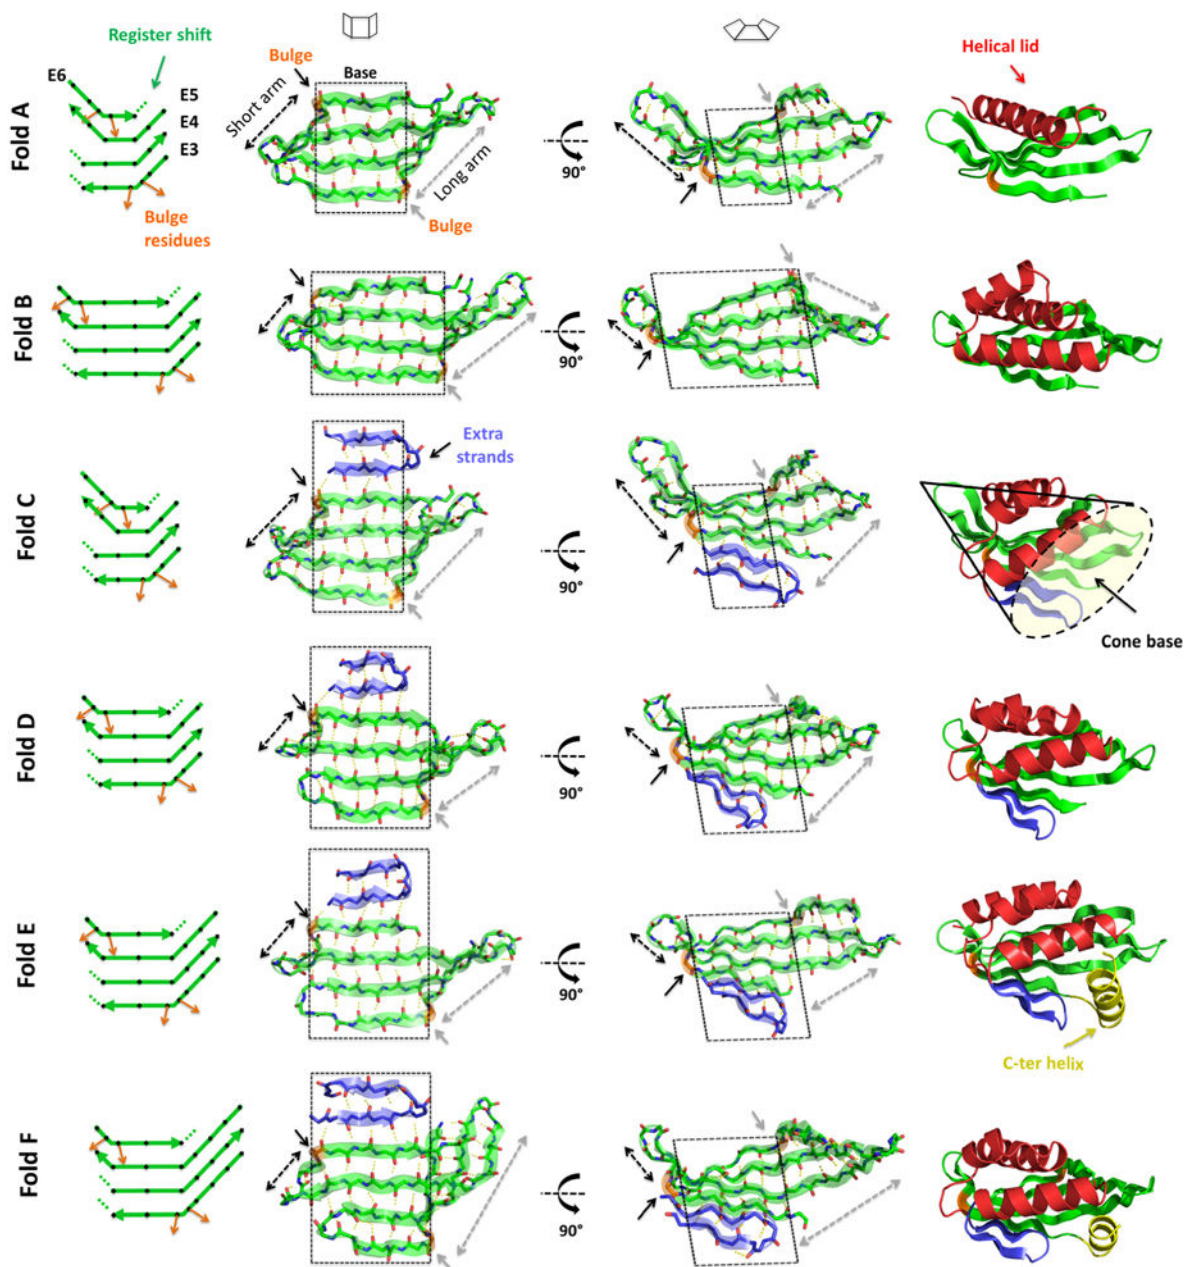 Register shift
E6
E5
E4
E3
Bulge
residues
Fold A
Short arm
Bulge
Base
Long arm
Bulge
90°
Helical lid
Fold B
90°
Fold C
Extra
strands
90°
Cone base
Fold D
90°
Fold E
90°
C-ter helix
Fold F
90°